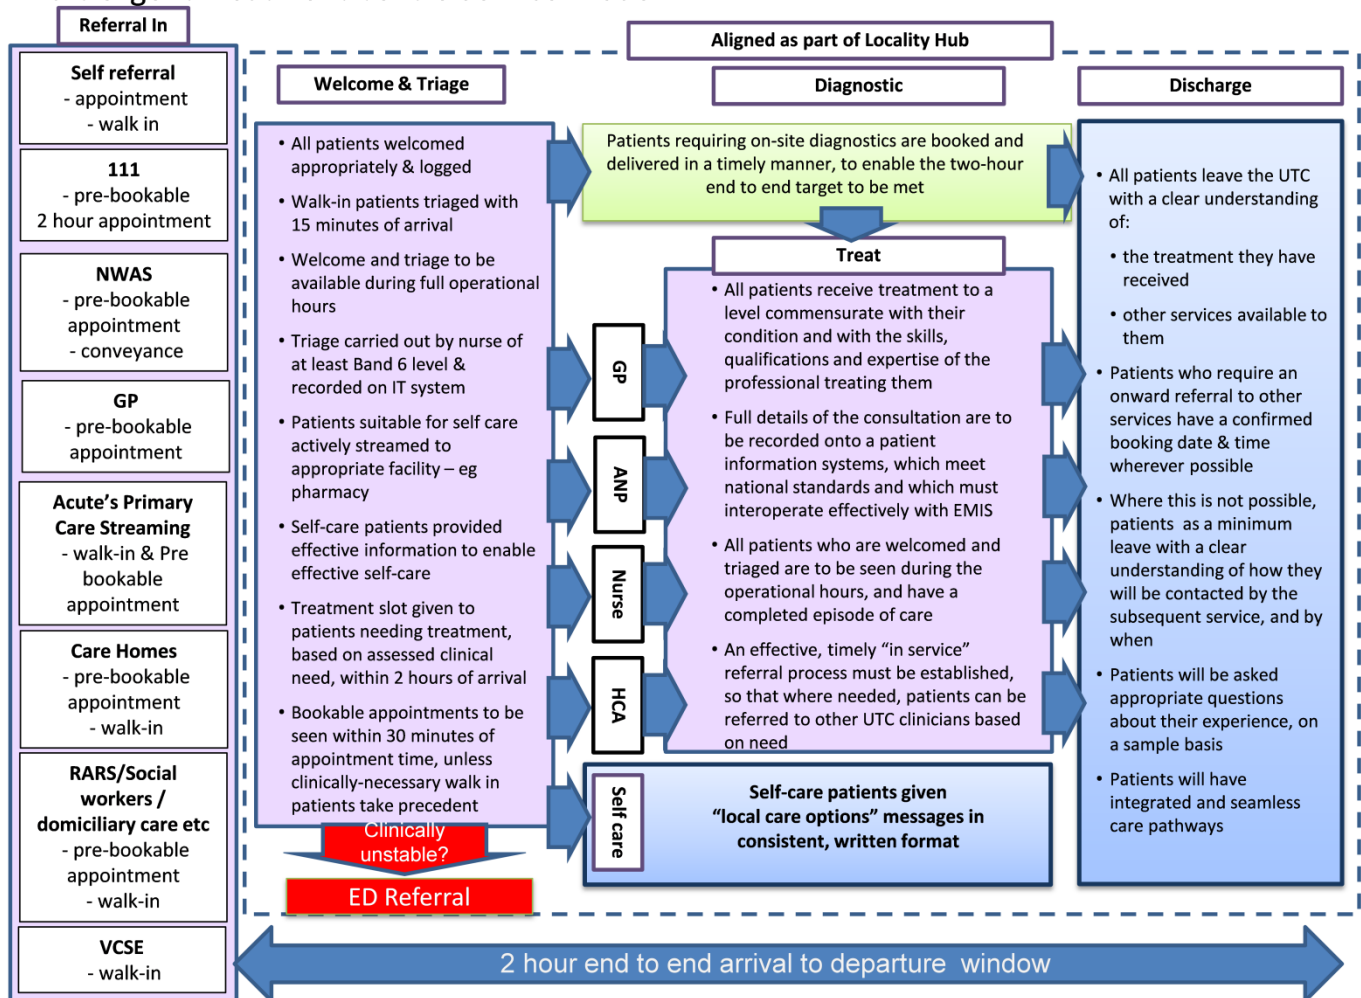 Referral In
Self referral
- appointment
- walk in
111
- pre-bookable
2 hour appointment
NWAS
- pre-bookable
appointment
- conveyance
GP
- pre-bookable
appointment
Acute's Primary
Care Streaming
- walk-in & Pre
bookable
appointment
Care Homes
- pre-bookable
appointment
- walk-in
RARS/Social
workers /
domiciliary care etc
- pre-bookable
appointment
- walk-in
VCSE
- walk-in
Aligned as part of Locality Hub
Welcome & Triage
• All patients welcomed
appropriately & logged
• Walk-in patients triaged with
15 minutes of arrival
• Welcome and triage to be
available during full operational
hours
• Triage carried out by nurse of
at least Band 6 level &
recorded on IT system
• Patients suitable for self care
actively streamed to
appropriate facility – eg
pharmacy
• Self-care patients provided
effective information to enable
effective self-care
• Treatment slot given to
patients needing treatment,
based on assessed clinical
need, within 2 hours of arrival
• Bookable appointments to be
seen within 30 minutes of
appointment time, unless
clinically-necessary walk in
patients take precedent
Clinically
unstable?
ED Referral
Diagnostic
Patients requiring on-site diagnostics are booked and
delivered in a timely manner, to enable the two-hour
end to end target to be met
GP
ANP
Nurse
HCA
Self care
Treat
• All patients receive treatment to a
level commensurate with their
condition and with the skills,
qualifications and expertise of the
professional treating them
• Full details of the consultation are to
be recorded onto a patient
information systems, which meet
national standards and which must
interoperate effectively with EMIS
• All patients who are welcomed and
triaged are to be seen during the
operational hours, and have a
completed episode of care
• An effective, timely “in service”
referral process must be established,
so that where needed, patients can be
referred to other UTC clinicians based
on need
Self-care patients given
“local care options” messages in
consistent, written format
Discharge
• All patients leave the UTC
with a clear understanding
of:
• the treatment they have
received
• other services available to
them
• Patients who require an
onward referral to other
services have a confirmed
booking date & time
wherever possible
• Where this is not possible,
patients as a minimum
leave with a clear
understanding of how they
will be contacted by the
subsequent service, and by
when
• Patients will be asked
appropriate questions
about their experience, on
a sample basis
• Patients will have
integrated and seamless
care pathways
2 hour end to end arrival to departure window